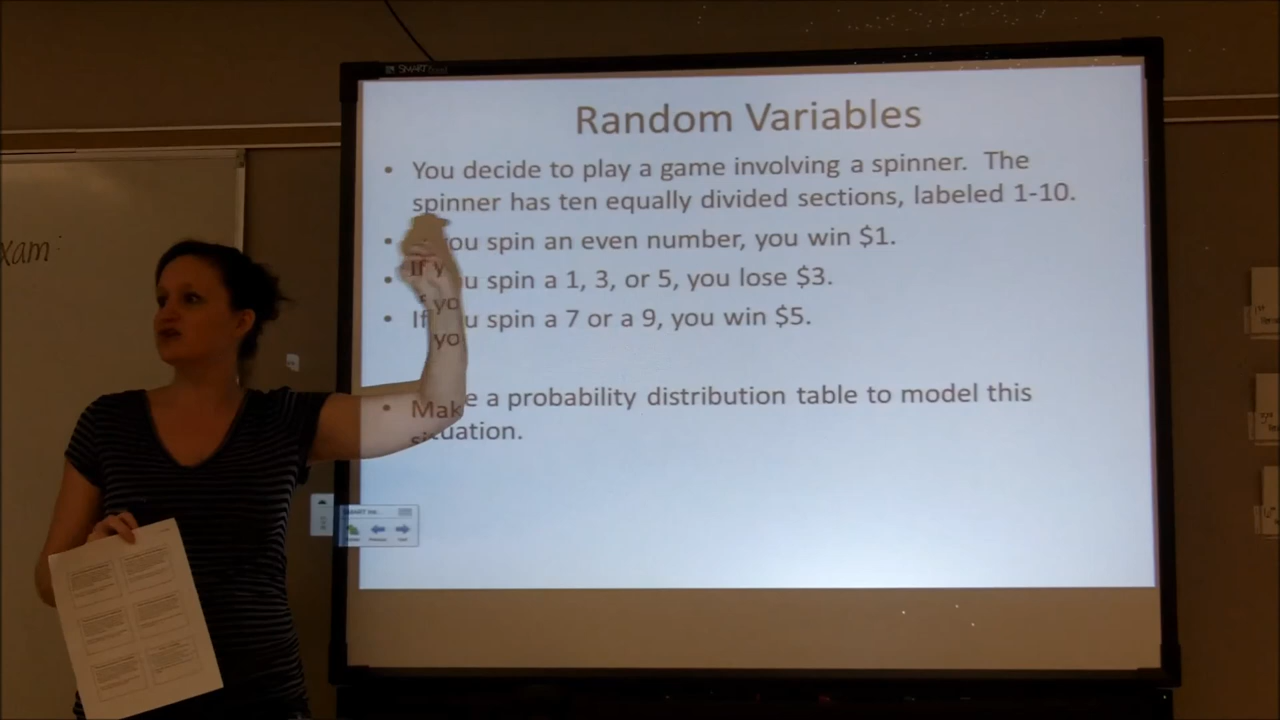 SMART
Random Variables
• You decide to play a game involving a spinner. The
spinner has ten equally divided sections, labeled 1-10.
• If you spin an even number, you win $1.
• If you spin a 1, 3, or 5, you lose $3.
• If you spin a 7 or a 9, you win $5.
• Make a probability distribution table to model this
situation.
xam: